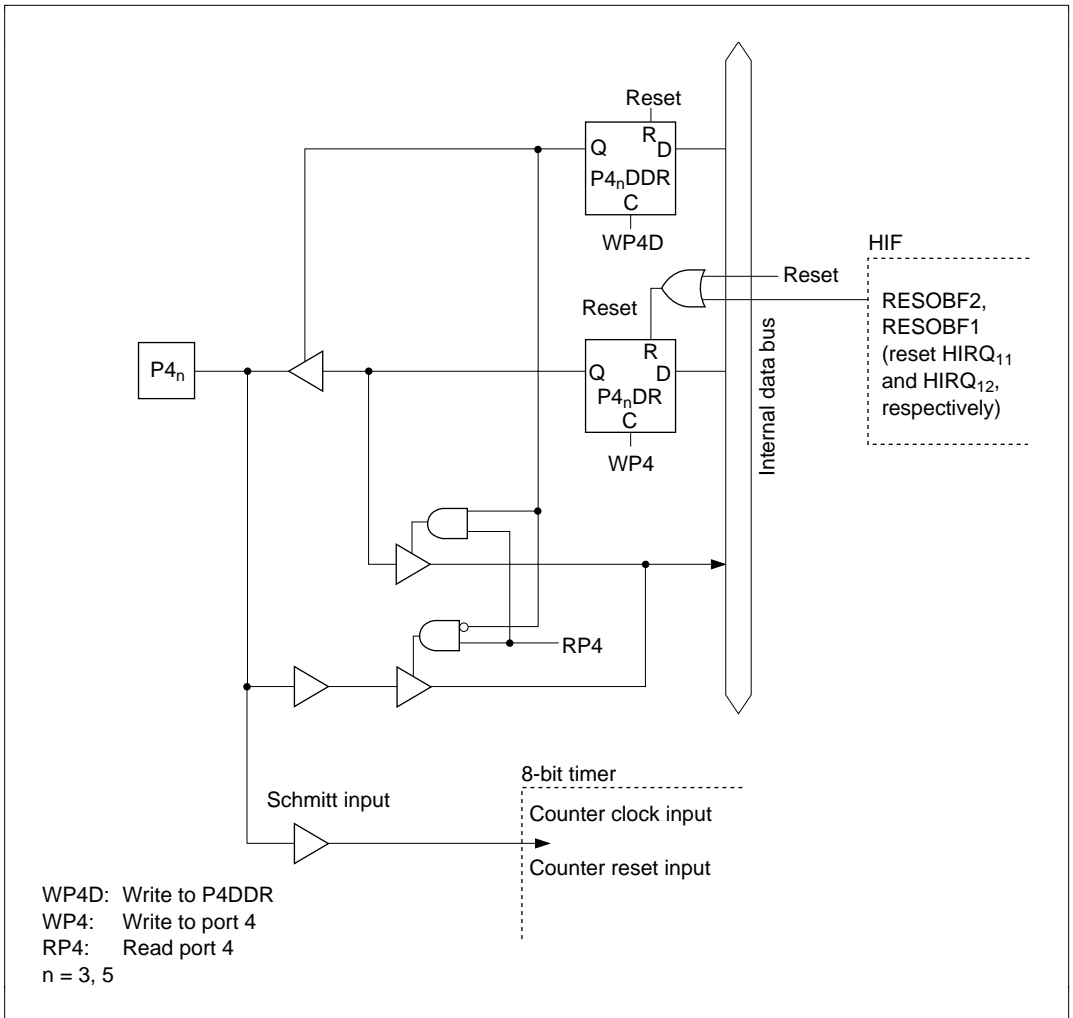 Reset
R
Q
D
P4nDDR
C
WP4D
HIF
Reset
Reset
RESOBF2,
RESOBF1
(reset HIRQ11
and HIRQ12,
respectively)
R
P4n
Q
D
P4nDR
C
WP4
Internal data bus
RP4
8-bit timer
Schmitt input
Counter clock input
Counter reset input
WP4D: Write to P4DDR
WP4: Write to port 4
RP4: Read port 4
n = 3, 5